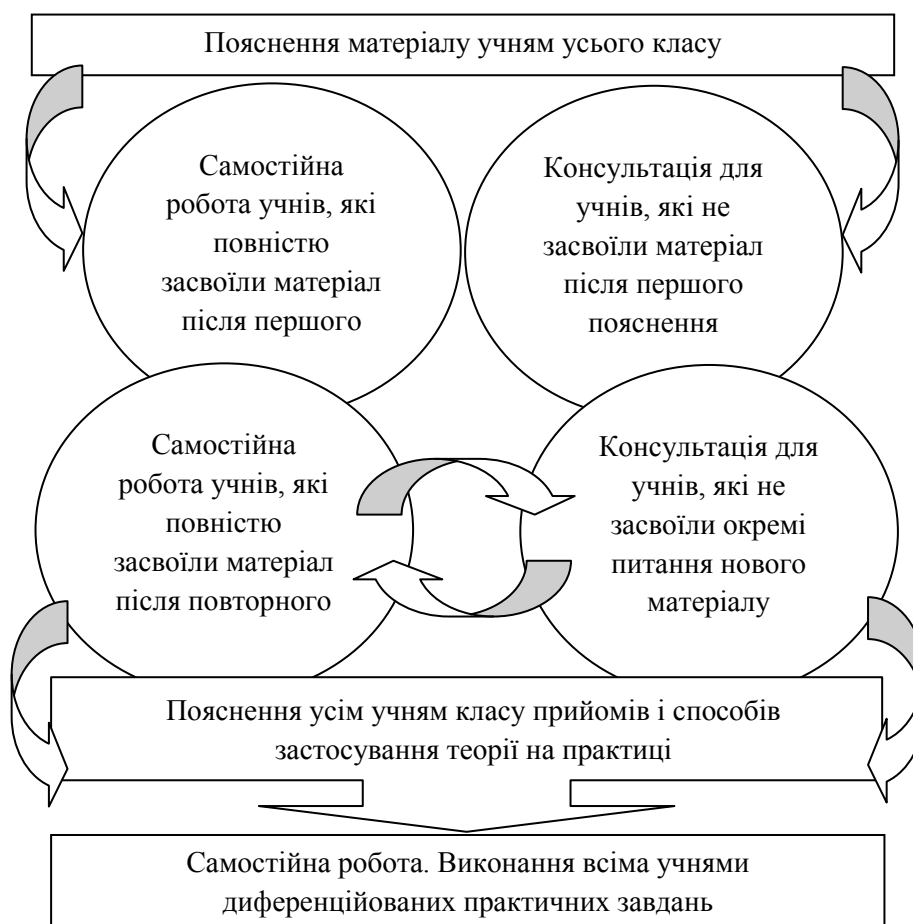 Пояснення матеріалу учням усього класу
Самостійна
робота учнів, які
повністю
засвоїли матеріал
після першого
Консультація для
учнів, які не
засвоїли матеріал
після першого
пояснення
Самостійна
робота учнів, які
повністю
засвоїли матеріал
після повторного
Консультація для
учнів, які не
засвоїли окремі
питання нового
матеріалу
Пояснення усім учням класу прийомів і способів
застосування теорії на практиці
Самостійна робота. Виконання всіма учнями
диференційованих практичних завдань